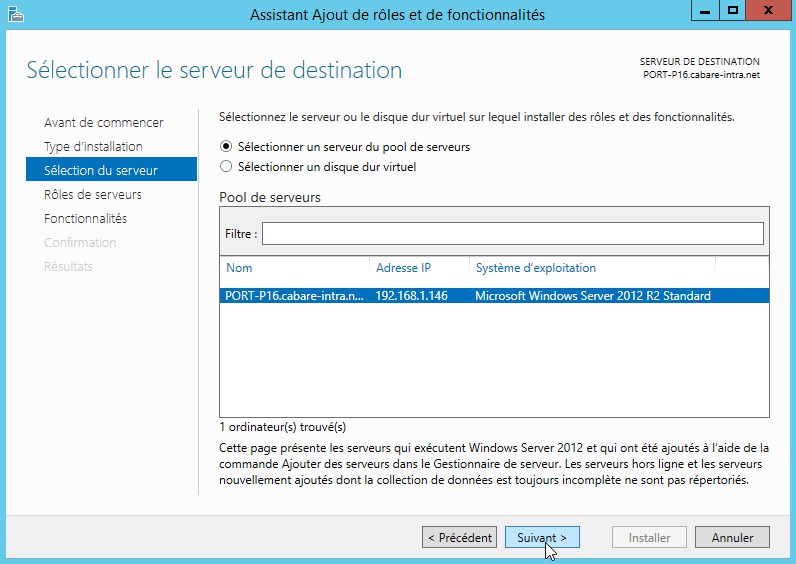 Assistant Ajout de rôles et de fonctionnalités
Sélectionner le serveur de destination
SERVEUR DE DESTINATION
PORT-P16.cabare-intra.net
Avant de commencer
Type d'installation
Sélection du serveur
Rôles de serveurs
Fonctionnalités
Confirmation
Résultats
Sélectionnez le serveur ou le disque dur virtuel sur lequel installer des rôles et des fonctionnalités.
Sélectionner un serveur du pool de serveurs
Sélectionner un disque dur virtuel
Pool de serveurs
Filtre :
Nom Adresse IP Système d'exploitation
PORT-P16.cabare-intra.n... 192.168.1.146 Microsoft Windows Server 2012 R2 Standard
1 ordinateur(s) trouvé(s)
Cette page présente les serveurs qui exécutent Windows Server 2012 et qui ont été ajoutés à l'aide de la
commande Ajouter des serveurs dans le Gestionnaire de serveur. Les serveurs hors ligne et les serveurs
nouvellement ajoutés dont la collection de données est toujours incomplète ne sont pas répertoriés.
< Précédent Suivant > Installer Annuler